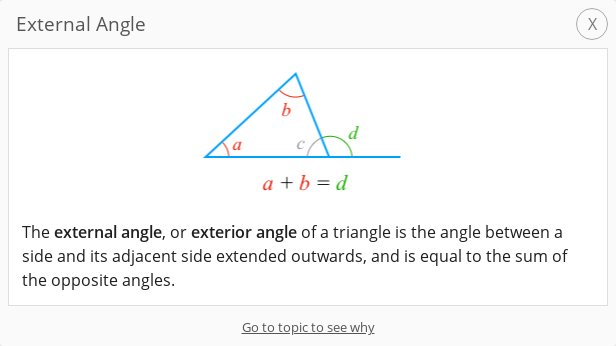 External Angle
X
b
d
a
c
a + b = d
The external angle, or exterior angle of a triangle is the angle between a
side and its adjacent side extended outwards, and is equal to the sum of
the opposite angles.
Go to topic to see why